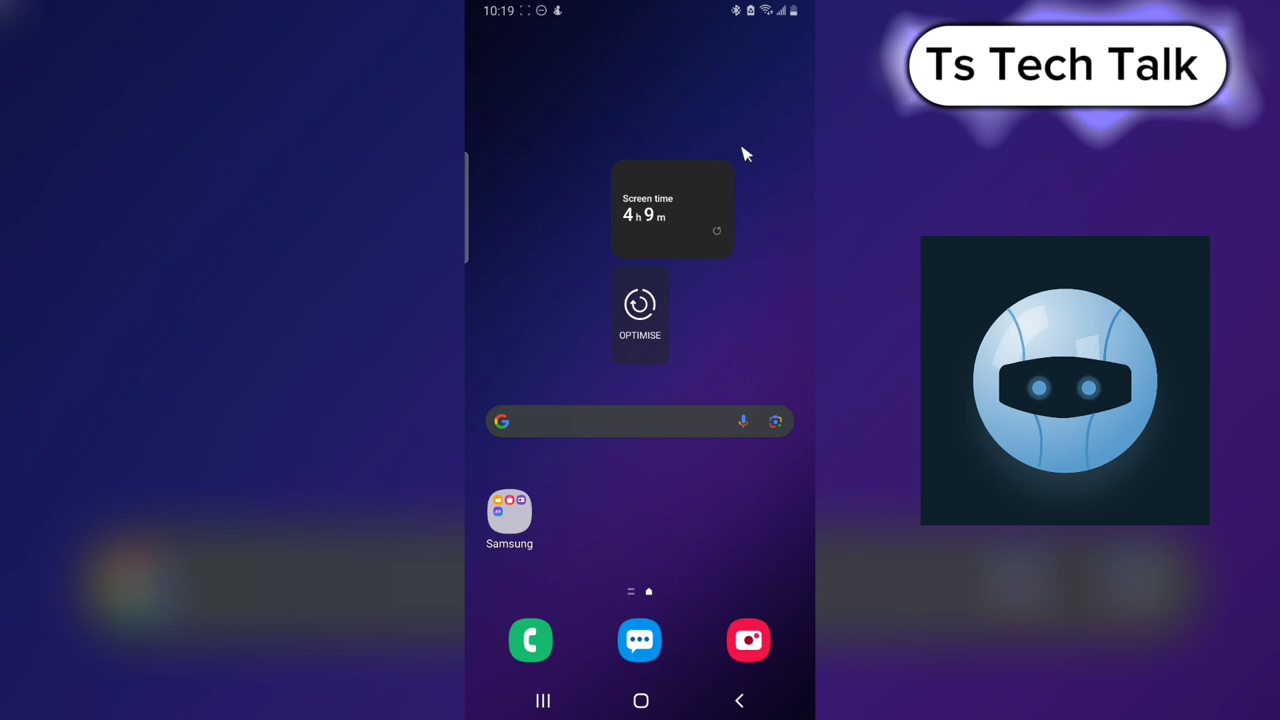 10:19
Ts Tech Talk
Screen time
4 h 9 m
OPTIMISE
Samsung